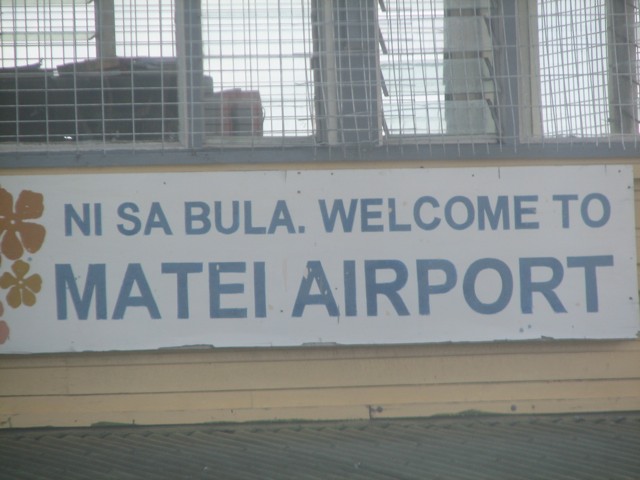 NI SA BULA. WELCOME TO
MATEI AIRPORT